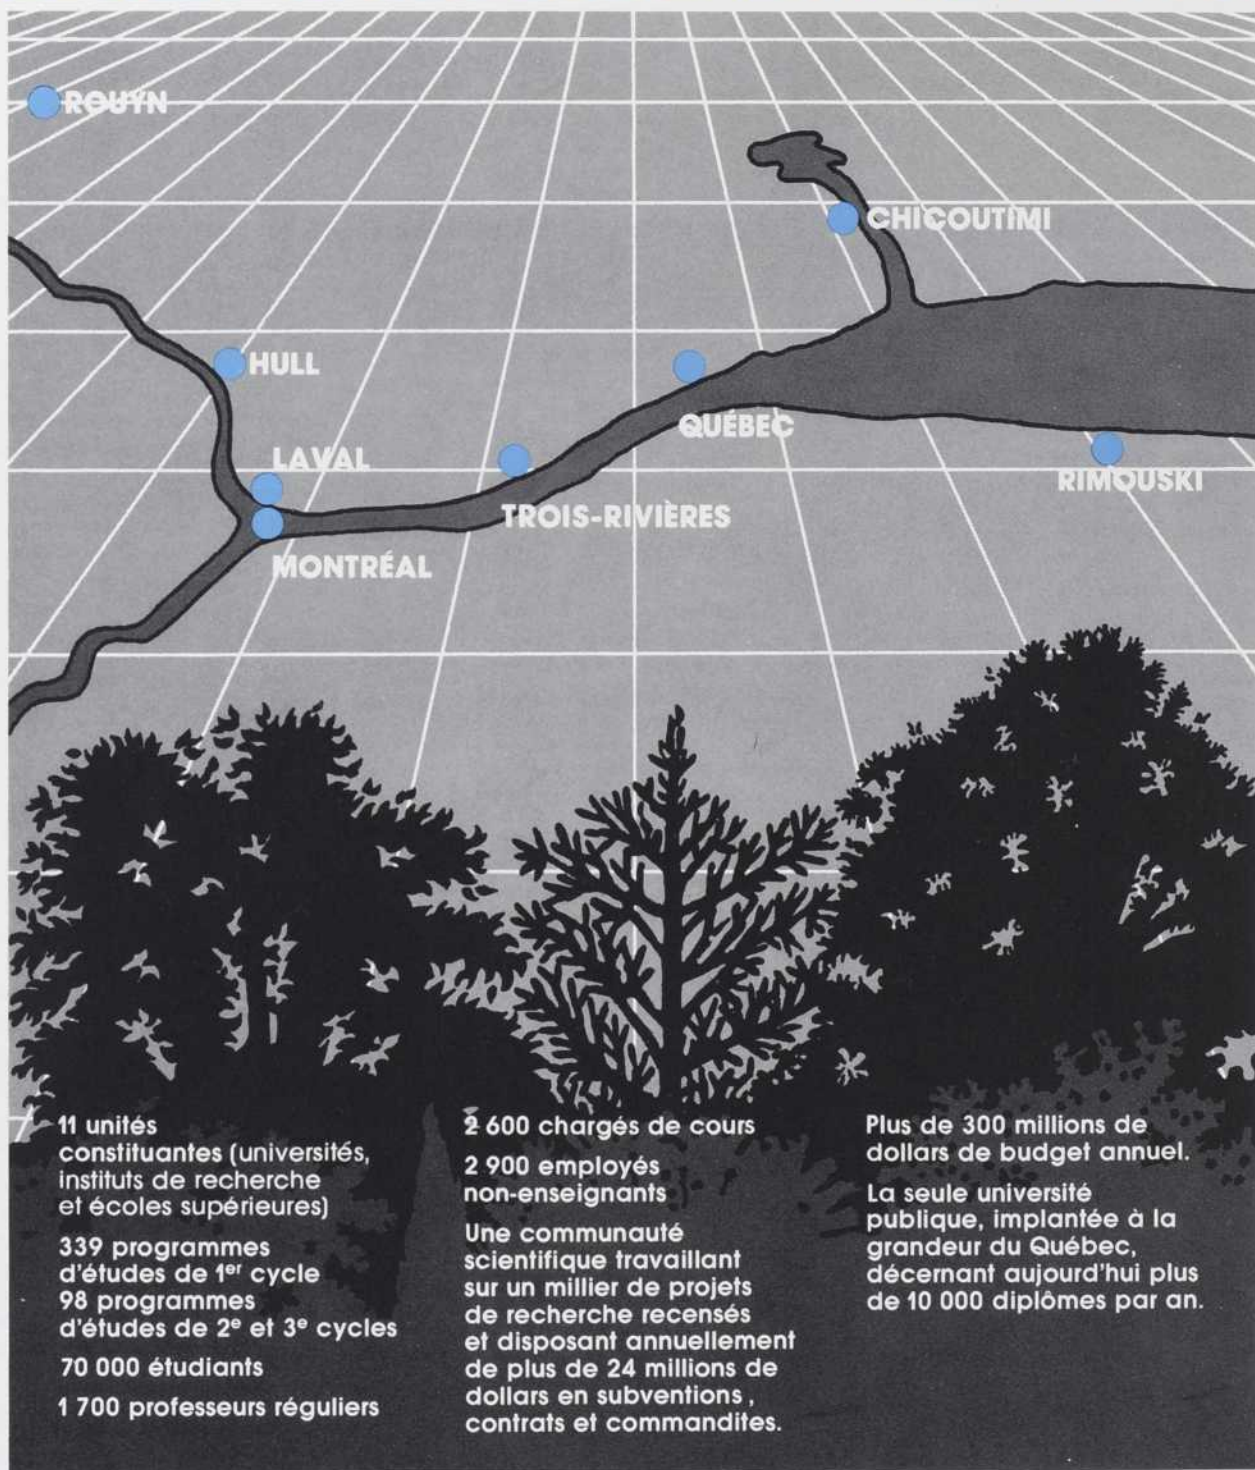 ROUYN
CHICOUTIMI
HULL
QUÉBEC
LAVAL
RIMOUSKI
TROIS-RIVIÈRES
MONTRÉAL
11 unités
constituantes (universités,
instituts de recherche
et écoles supérieures)
339 programmes
d'études de 1er cycle
98 programmes
d'études de 2e et 3e cycles
70 000 étudiants
1 700 professeurs réguliers
2 600 chargés de cours
2 900 employés
non-enseignants
Une communauté
scientifique travaillant
sur un millier de projets
de recherche recensés
et disposant annuellement
de plus de 24 millions de
dollars en subventions,
contrats et commandites.
Plus de 300 millions de
dollars de budget annuel.
La seule université
publique, implantée à la
grandeur du Québec,
décernant aujourd'hui plus
de 10 000 diplômes par an.